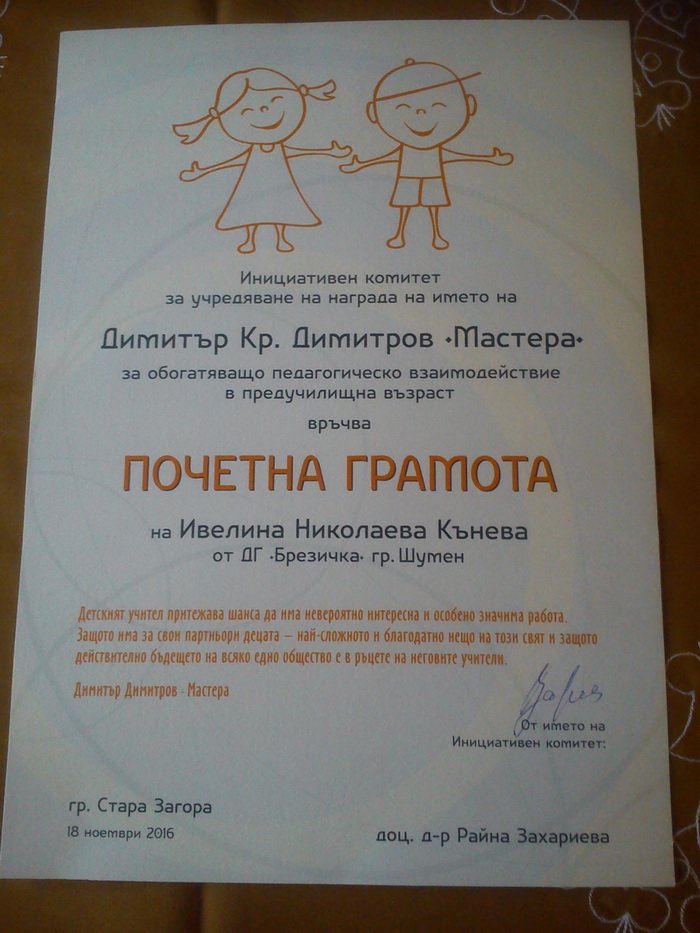 Инициативен комитет
за учредяване на награда на името на
Димитър Кр. Димитров •Мастера•
за обогатяващо педагогическо взаимодействие
в предучилищна възраст
връчва
ПОЧЕТНА ГРАМОТА
на Ивелина Николаева Кънева
от ДГ •Брезичка• гр. Шумен
Детският учител притежава шанса да има невероятно интересна и особено значима работа.
Защото има за свои партньори децата – най-сложното и благодатно нещо на този свят и защото
действително бъдещето на всяко едно общество е в ръцете на неговите учители.
Димитър Димитров - Мастера
От името на
Инициативен комитет:
гр. Стара Загора
18 ноември 2016
доц. д-р Райна Захариева